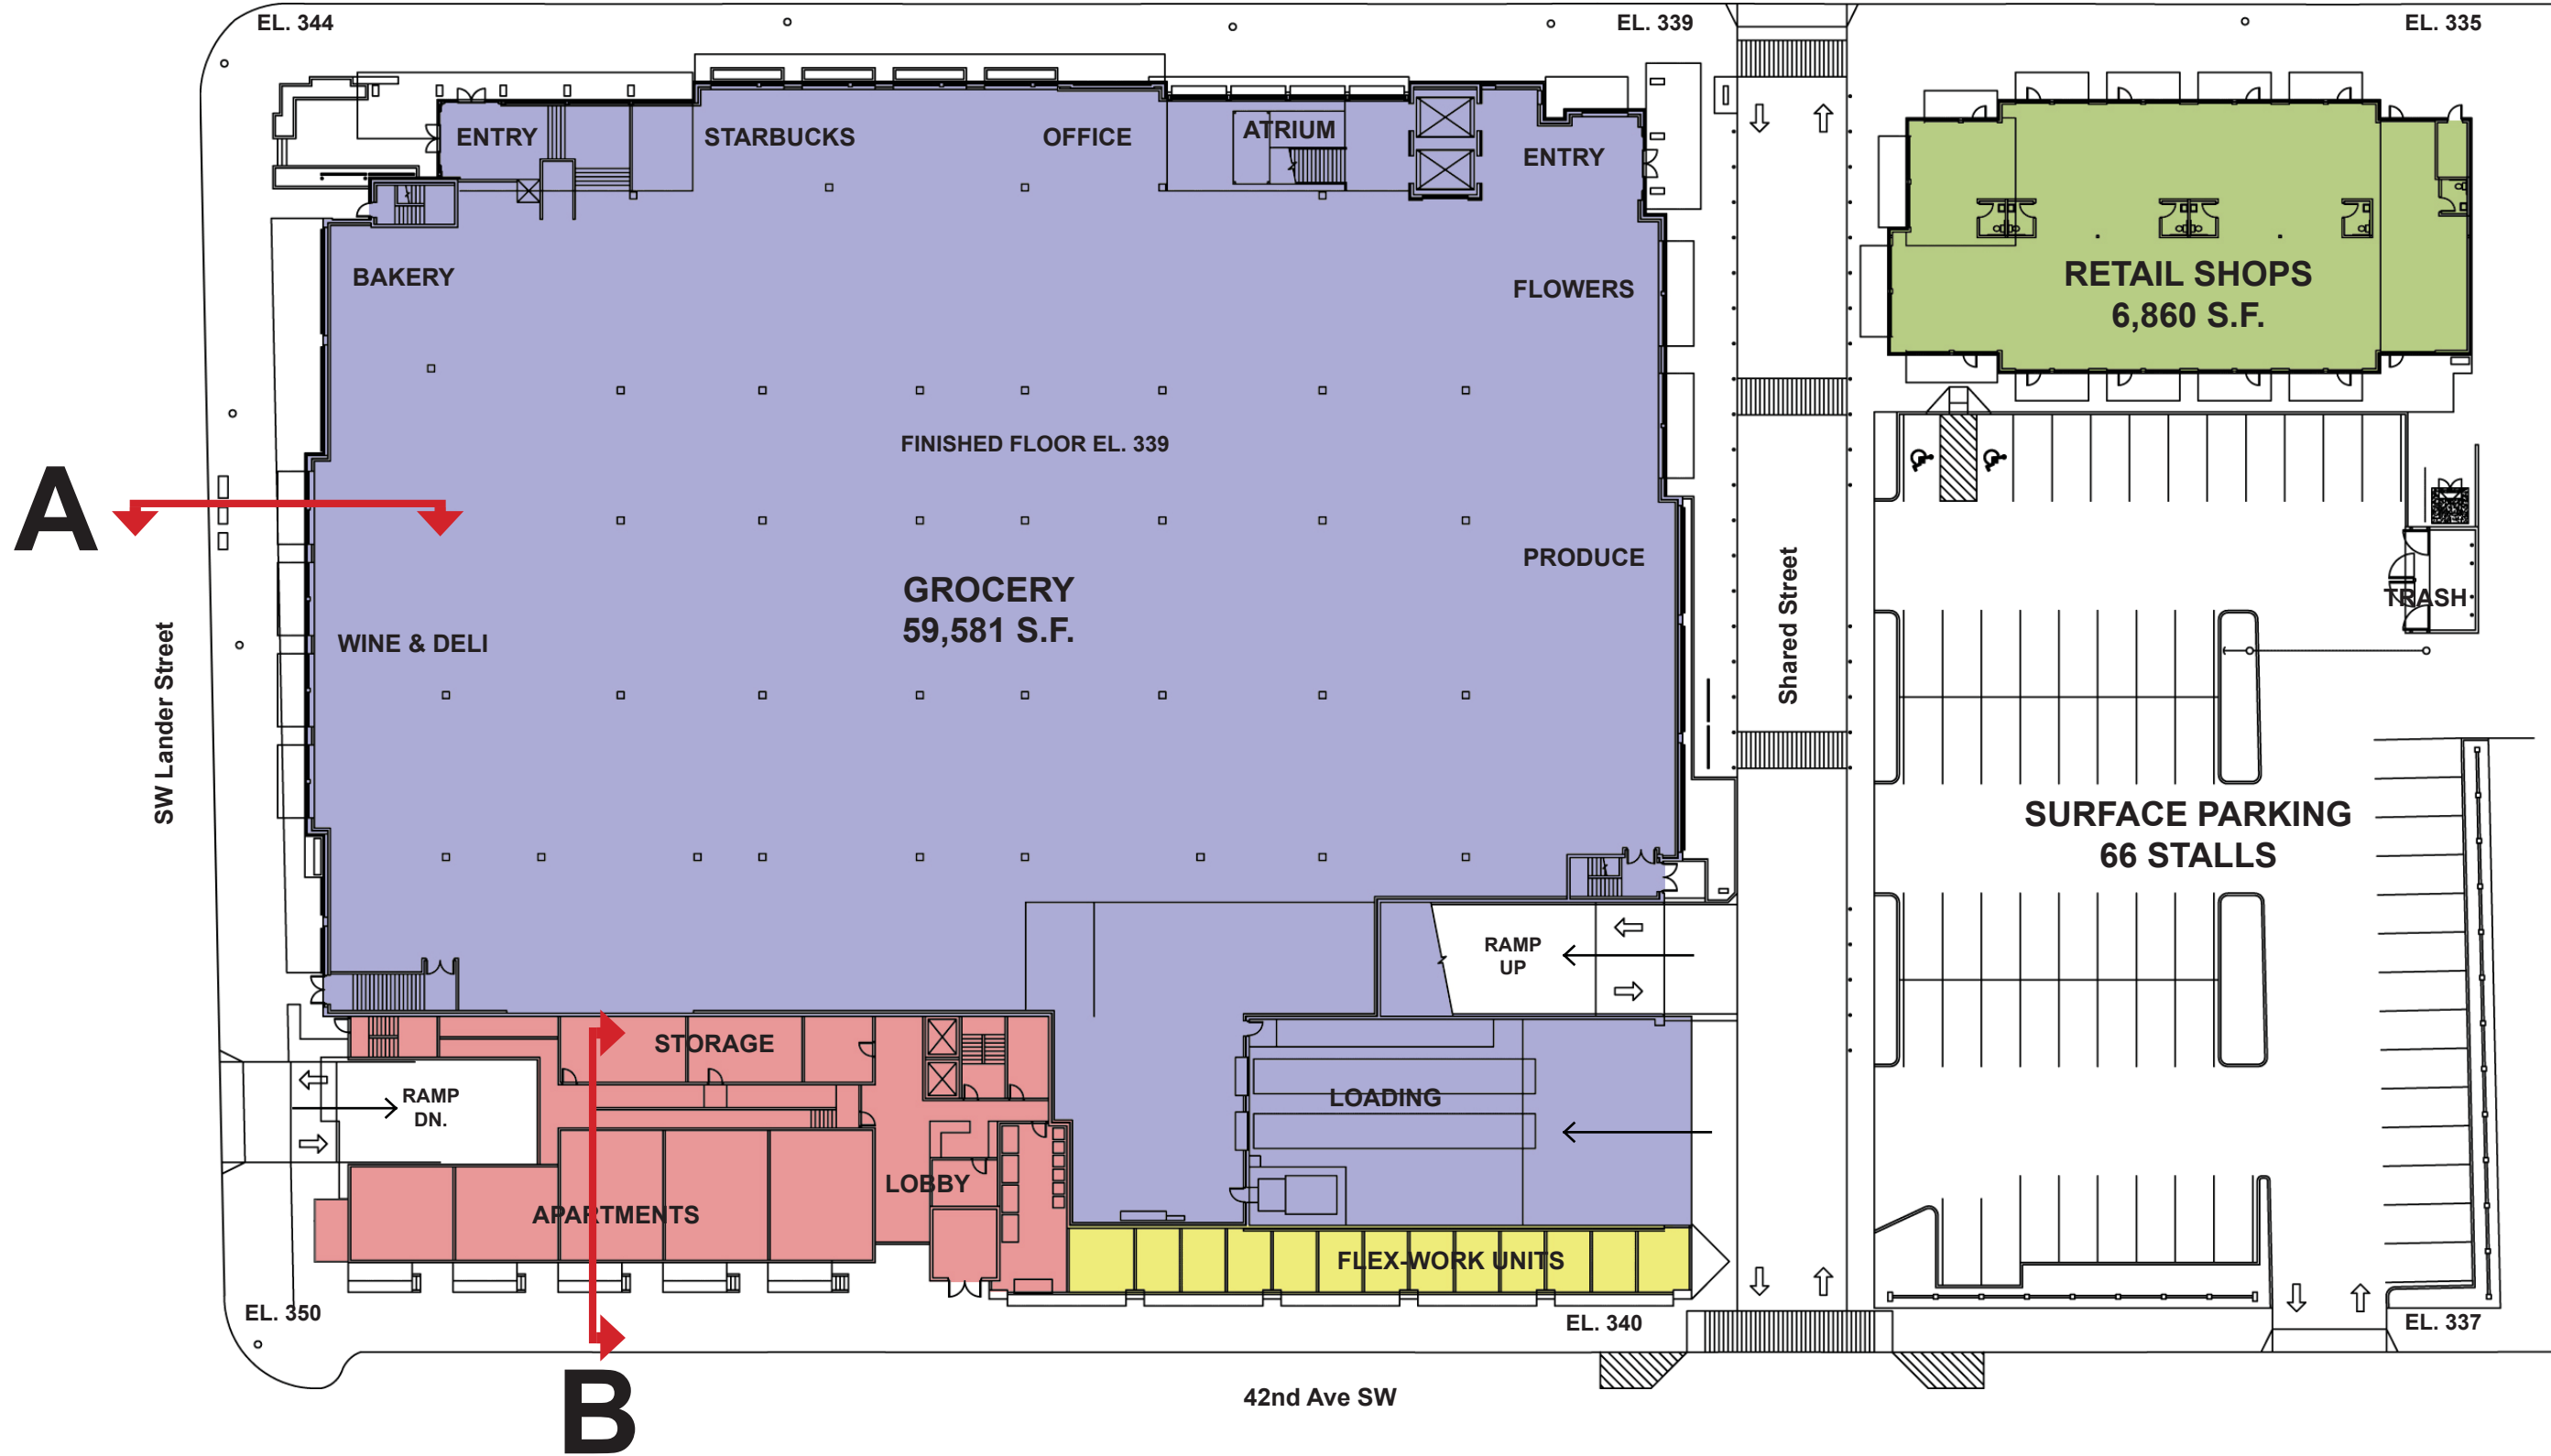 EL. 344
EL. 339
EL. 335
ENTRY
STARBUCKS
OFFICE
ATRIUM
ENTRY
BAKERY
FLOWERS
RETAIL SHOPS
6,860 S.F.
FINISHED FLOOR EL. 339
A
PRODUCE
GROCERY
59,581 S.F.
WINE & DELI
TRASH
SW Lander Street
Shared Street
SURFACE PARKING
66 STALLS
RAMP
UP
STORAGE
RAMP
DN.
LOADING
LOBBY
APARTMENTS
FLEX-WORK UNITS
EL. 350
EL. 340
EL. 337
B
42nd Ave SW